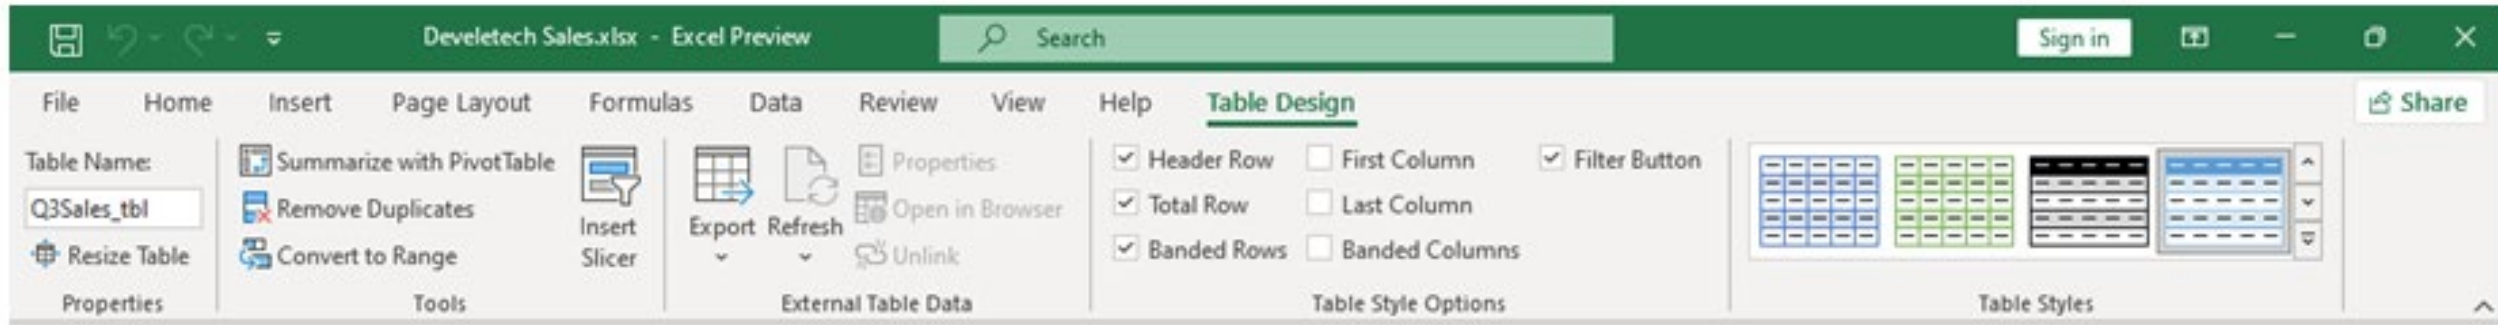 Develetech Sales.xlsx - Excel Preview
Search
Sign in
File Home Insert Page Layout Formulas Data Review View Help Table Design Share
Table Name:
Q3Sales_tbl
Resize Table
Properties
Summarize with PivotTable
Remove Duplicates
Convert to Range
Insert
Slicer
Tools
Export
Refresh
Properties
Open in Browser
Unlink
External Table Data
Header Row
Total Row
Banded Rows
First Column
Last Column
Banded Columns
Filter Button
Table Style Options
Table Styles